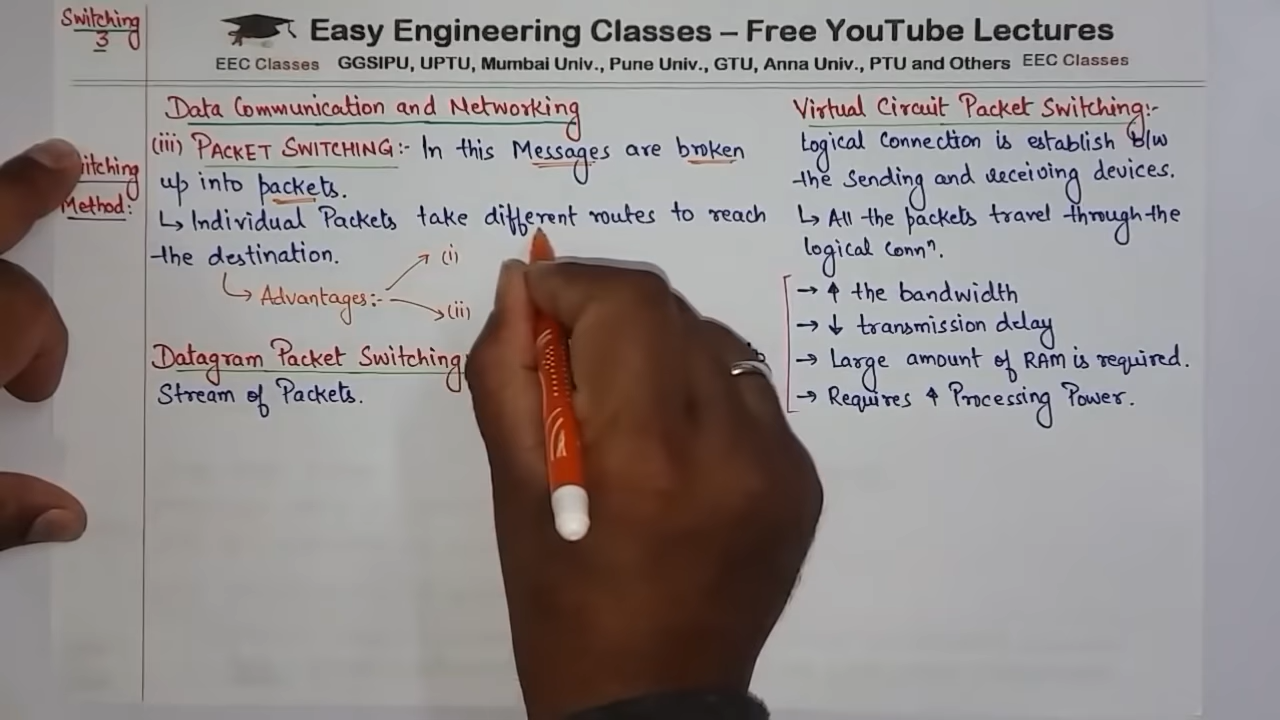 Switching
3
Easy Engineering Classes – Free YouTube Lectures
EEC Classes GGSIPU, UPTU, Mumbai Univ., Pune Univ., GTU, Anna Univ., PTU and Others EEC Classes
itching
Method:
Data Communication and Networking
(iii) PACKET SWITCHING:- In this Messages are broken
up into packets.
↳ Individual Packets take different routes to reach
the destination.
↳ Advantages:- (i)
(ii)
Datagram Packet Switching
Stream of Packets.
Virtual Circuit Packet Switching:-
Logical Connection is establish b/w
the sending and receiving devices.
↳ All the packets travel through the
logical Connⁿ.
→ ↑ the bandwidth
→ ↓ transmission delay
→ Large amount of RAM is required.
→ Requires ↑ Processing Power.